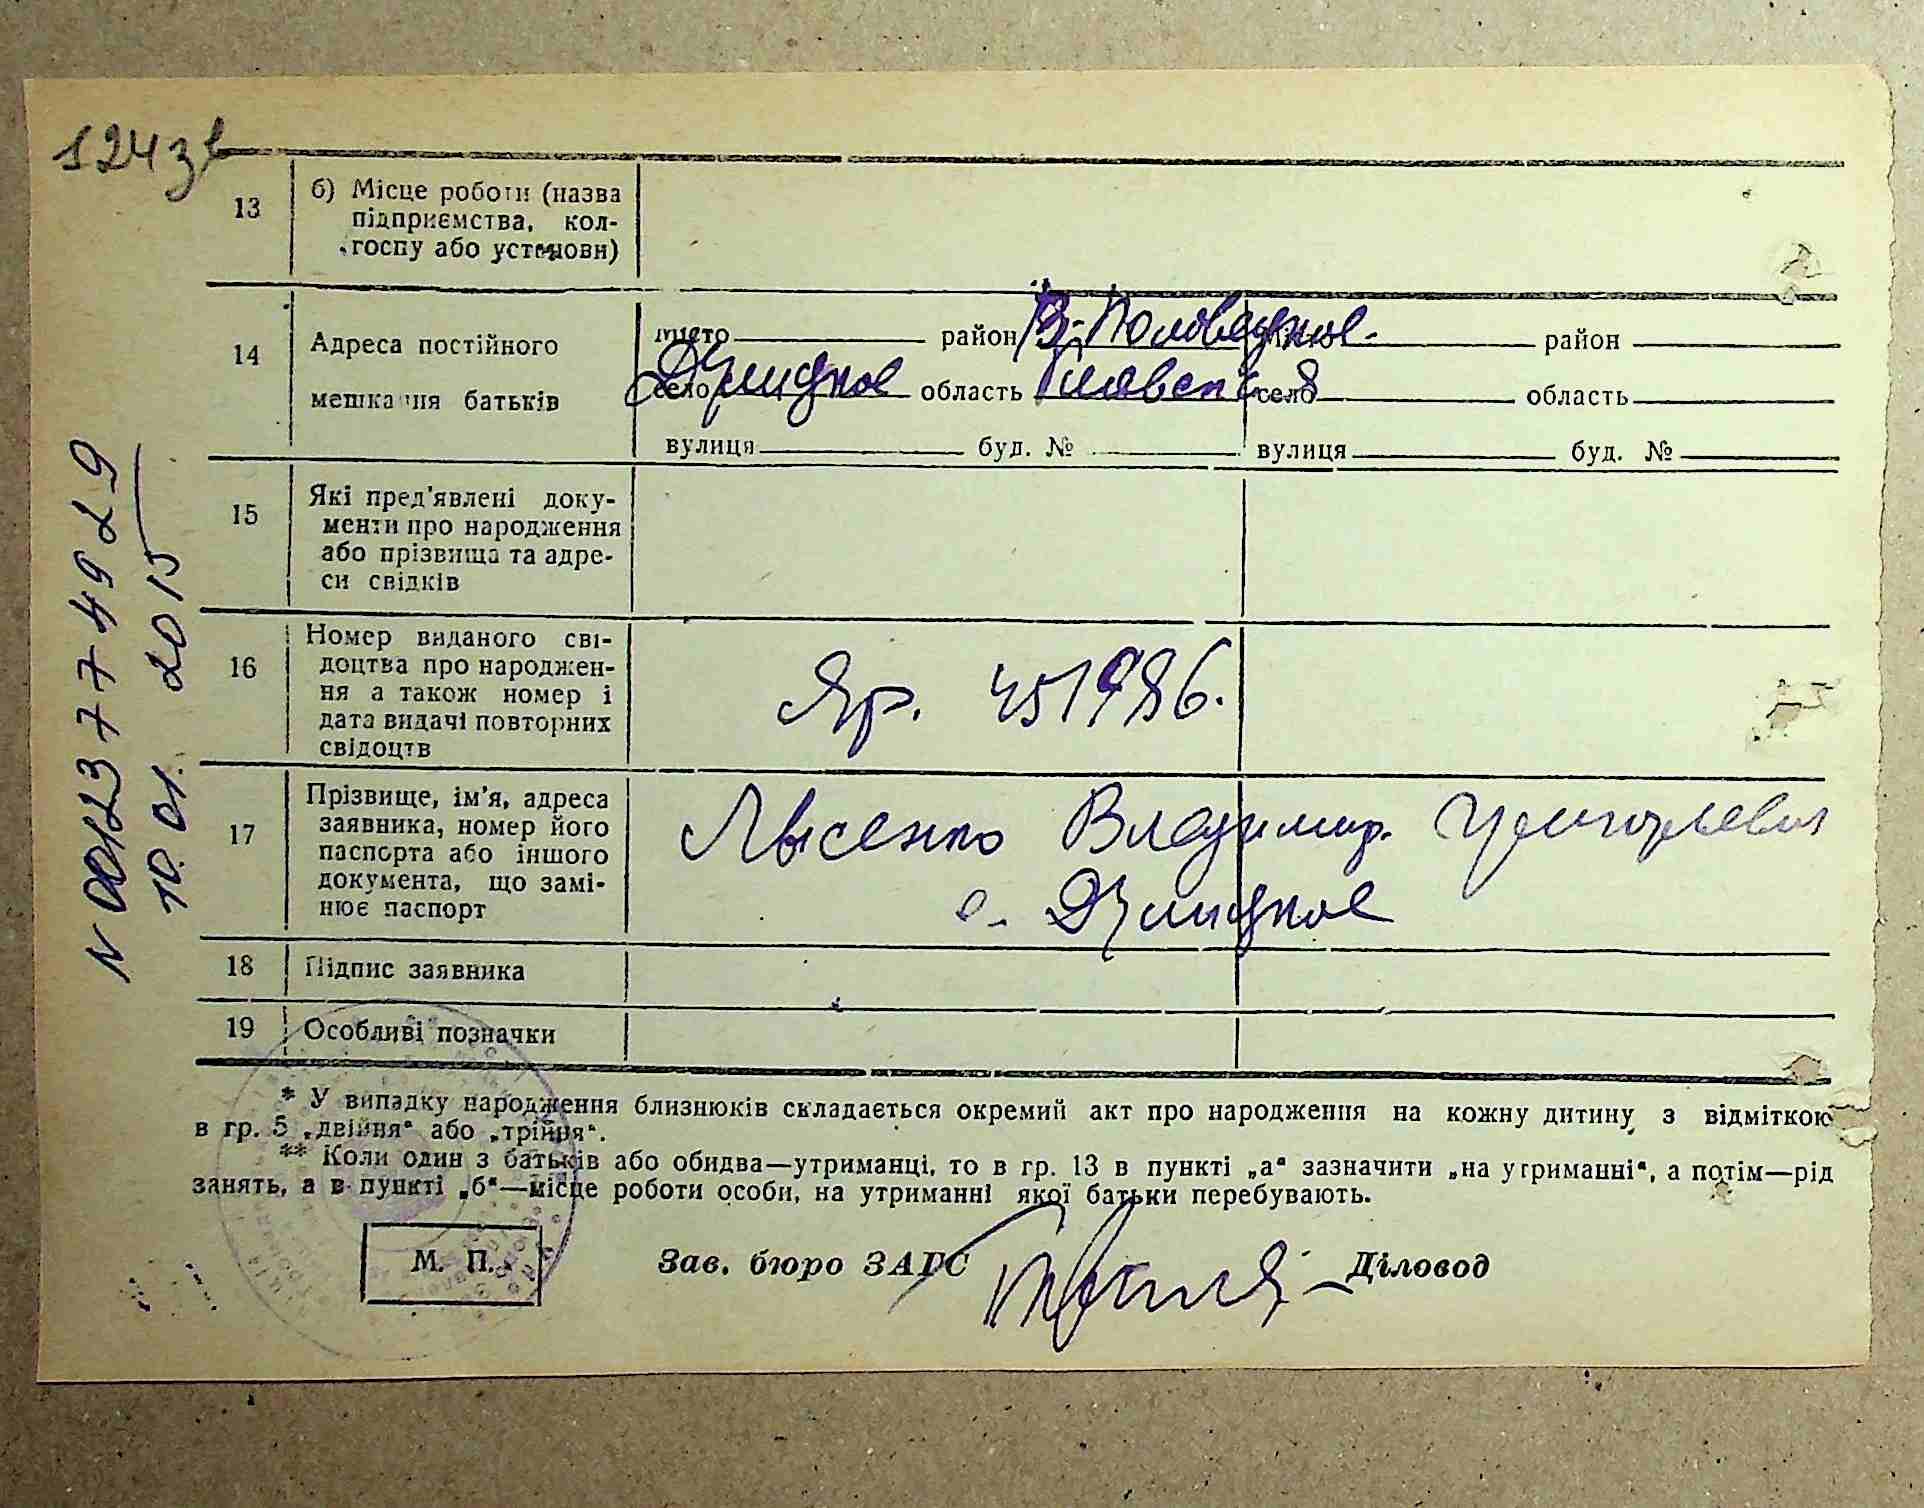 124 зв
13
б) Місце роботи (назва
підприємства, кол-
госпу або установи)
14
Адреса постійного
мешкання батьків
місто район В-Половецкое місто район
село область Киевская село область
вулиця буд. № вулиця буд. №
15
Які пред'явлені доку-
менти про народження
або прізвища та адре-
си свідків
16
Номер виданого сві-
доцтва про народжен-
ня а також номер і
дата видачі повторних
свідоцтв
Яр. 451986.
17
Прізвище, ім'я, адреса
заявника, номер його
паспорта або іншого
документа, що замі-
нює паспорт
Лысенко Владимир Григорьевич
с.
18
Підпис заявника
19
Особливі позначки
N 00123774929
10.01. 2015
* У випадку народження близнюків складається окремий акт про народження на кожну дитину з відміткою
в гр. 5 „двійня“ або „трійня“.
** Коли один з батьків або обидва—утриманці, то в гр. 13 в пункті „а“ зазначити „на утриманні“, а потім—рід
занять, а в пункті „б“—місце роботи особи, на утриманні якої батьки перебувають.
М. П.
Зав. бюро ЗАГС Діловод